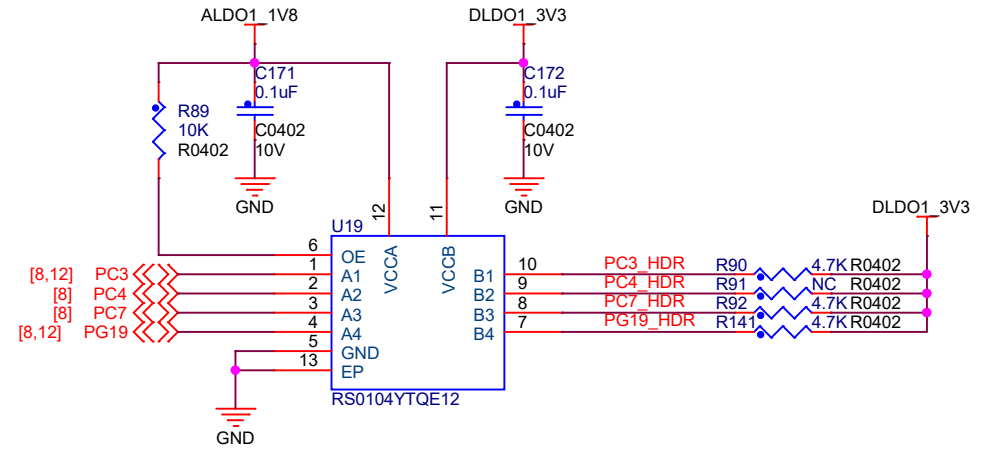 ALDO1_1V8
DLDO1_3V3
C171
0.1uF
C0402
10V
C172
0.1uF
C0402
10V
R89
10K
R0402
GND
GND
DLDO1_3V3
U19
12
11
VCCA
VCCB
6 OE
[8,12] PC3 1 A1
[8] PC4 2 A2
[8] PC7 3 A3
[8,12] PG19 4 A4
5 GND
13 EP
B1 10 PC3_HDR R90 4.7K R0402
B2 9 PC4_HDR R91 NC R0402
B3 8 PC7_HDR R92 4.7K R0402
B4 7 PG19_HDR R141 4.7K R0402
RS0104YTQE12
GND